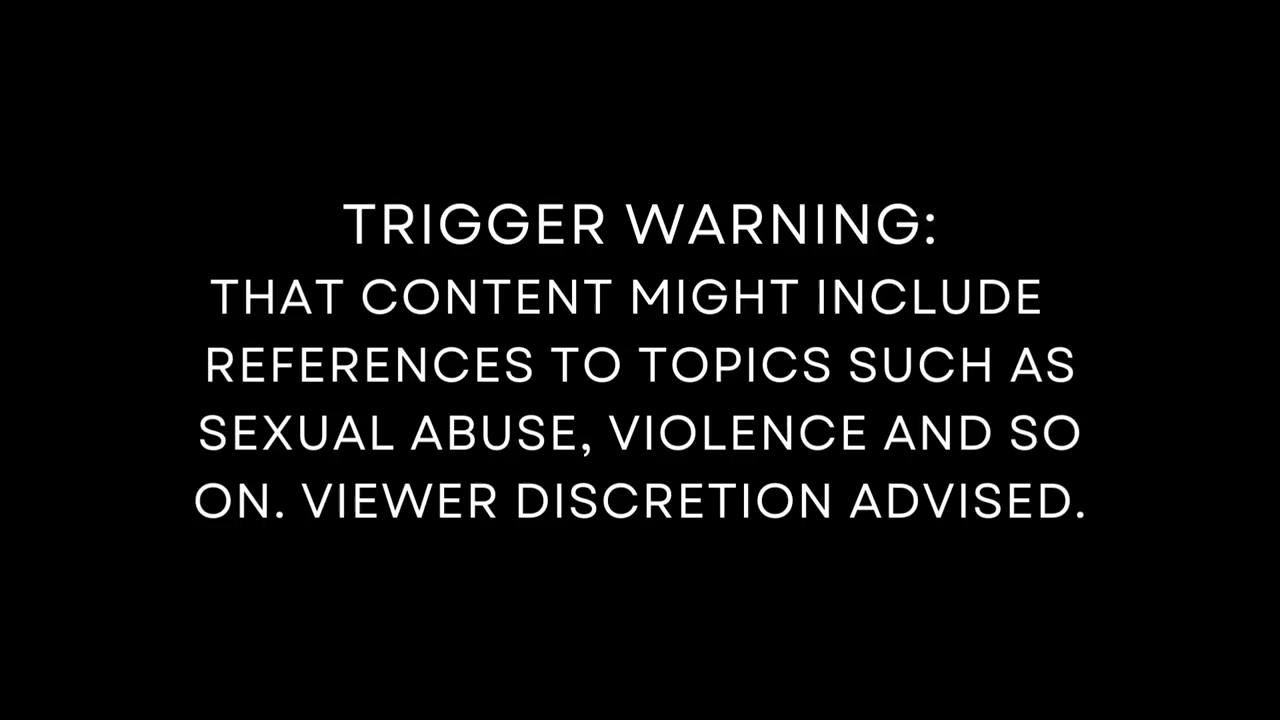 TRIGGER WARNING:
THAT CONTENT MIGHT INCLUDE
REFERENCES TO TOPICS SUCH AS
SEXUAL ABUSE, VIOLENCE AND SO
ON. VIEWER DISCRETION ADVISED.